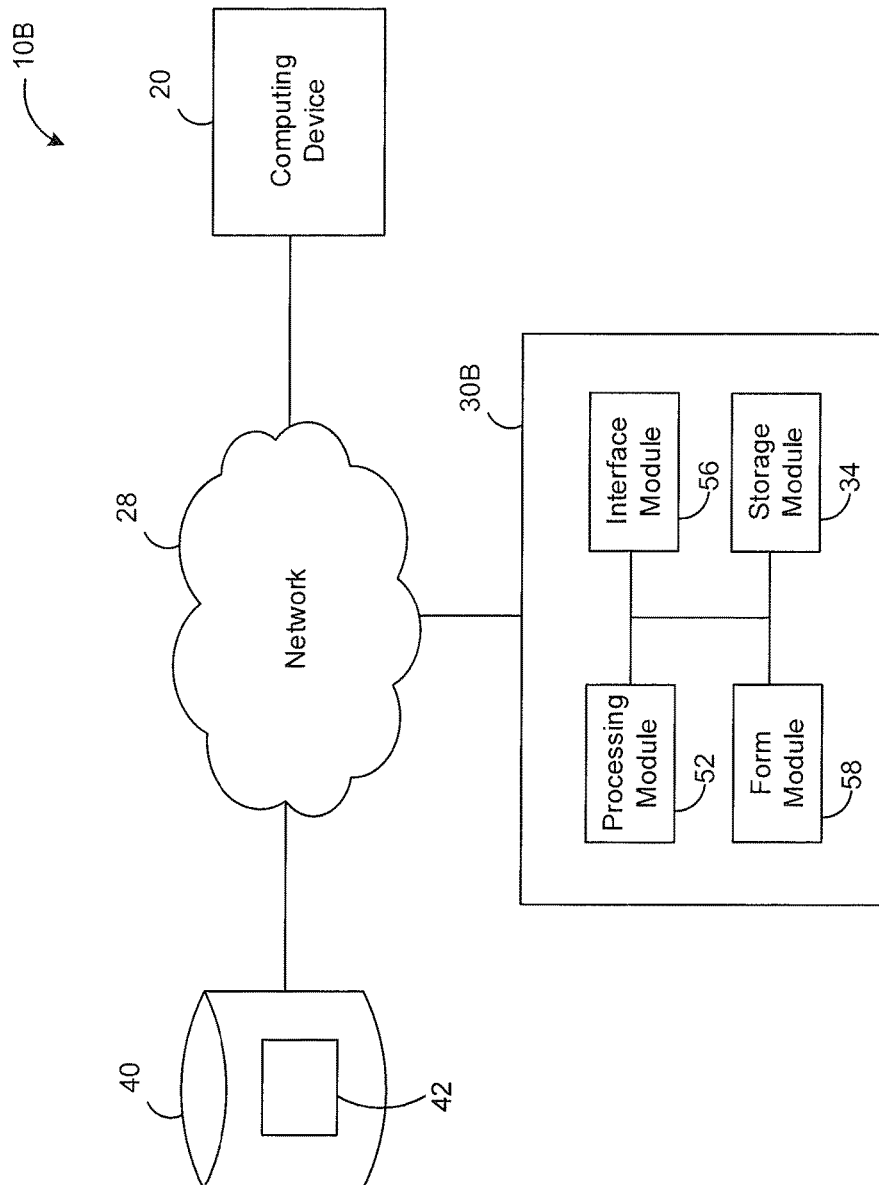 10B
40
42
28
Network
20
Computing
Device
30B
Processing
Module
52
Interface
Module
56
Form
Module
58
Storage
Module
34